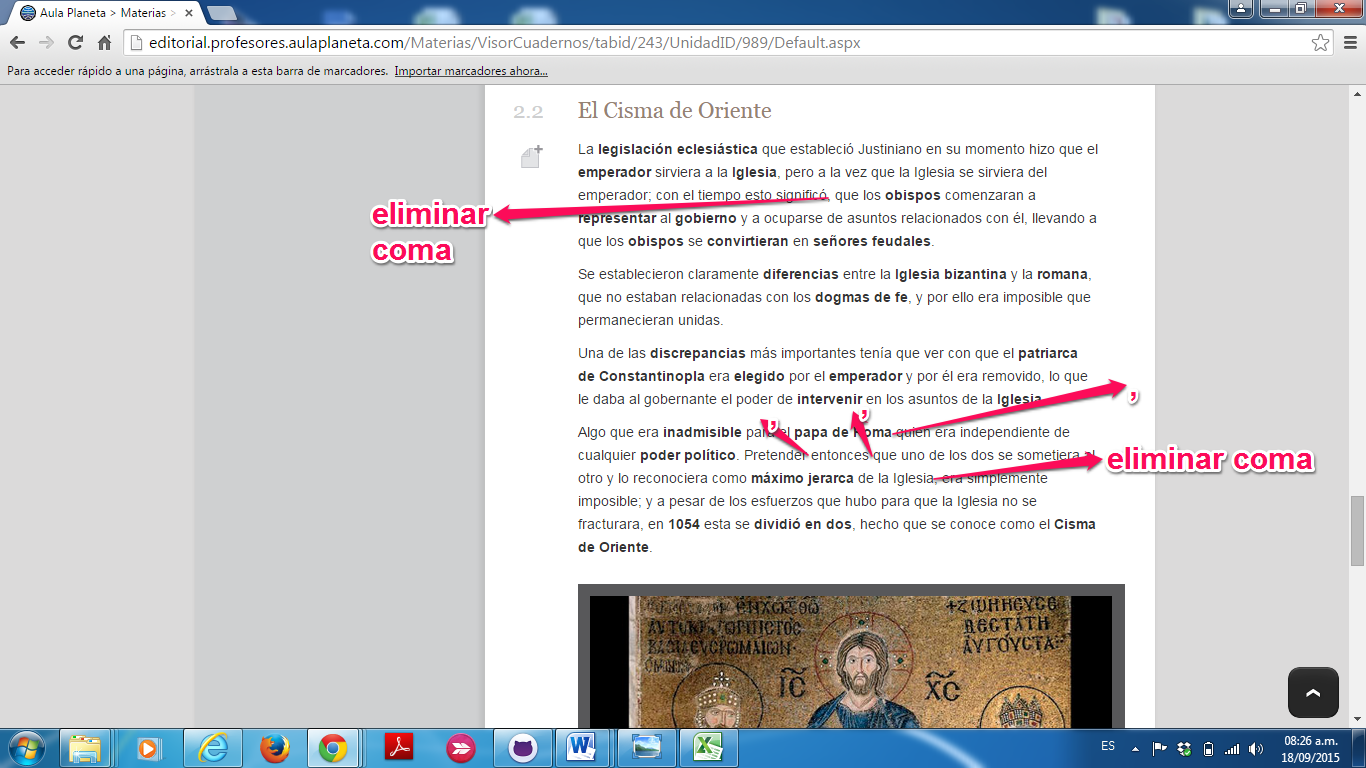 Aula Planeta > Materias >
editorial.profesores.aulaplaneta.com/Materias/VisorCuadernos/tabid/243/UnidadID/989/Default.aspx
Para acceder rápido a una página, arrástrala a esta barra de marcadores. Importar marcadores ahora...
2.2 El Cisma de Oriente
La legislación eclesiástica que estableció Justiniano en su momento hizo que el
emperador sirviera a la Iglesia, pero a la vez que la Iglesia se sirviera del
emperador; con el tiempo esto significó, que los obispos comenzaran a
representar al gobierno y a ocuparse de asuntos relacionados con él, llevando a
que los obispos se convirtieran en señores feudales.
eliminar
coma
Se establecieron claramente diferencias entre la Iglesia bizantina y la romana,
que no estaban relacionadas con los dogmas de fe, y por ello era imposible que
permanecieran unidas.
Una de las discrepancias más importantes tenía que ver con que el patriarca
de Constantinopla era elegido por el emperador y por él era removido, lo que
le daba al gobernante el poder de intervenir en los asuntos de la Iglesia.
,
,
,
Algo que era inadmisible para el papa de Roma quien era independiente de
cualquier poder político. Pretender entonces que uno de los dos se sometiera al
otro y lo reconociera como máximo jerarca de la Iglesia, era simplemente
imposible; y a pesar de los esfuerzos que hubo para que la Iglesia no se
fracturara, en 1054 esta se dividió en dos, hecho que se conoce como el Cisma
de Oriente.
eliminar coma
IC XC
ES
08:26 a.m.
18/09/2015